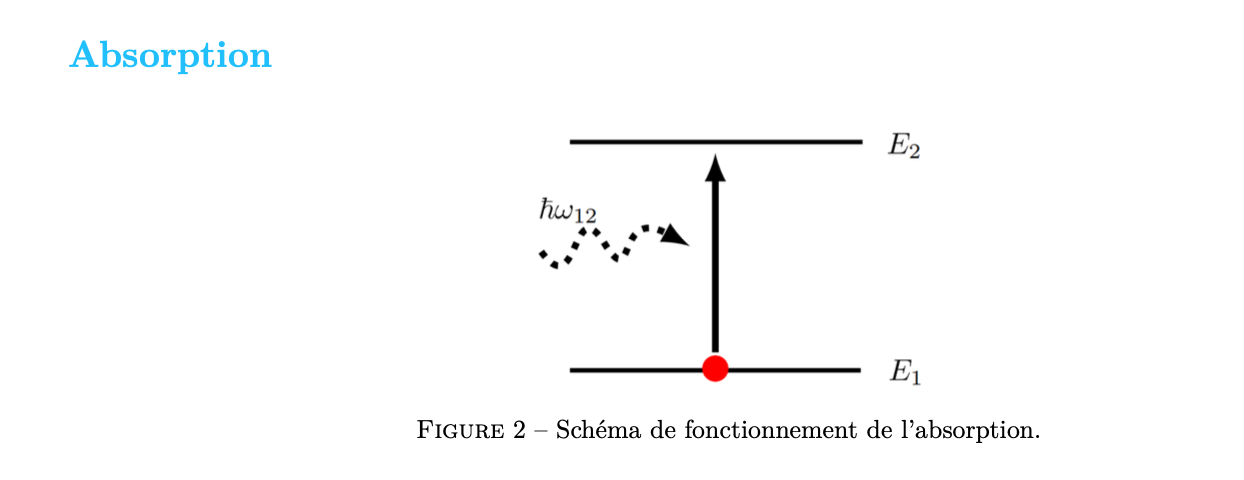 Absorption
E₂
ħω₁₂
E₁
FIGURE 2 – Schéma de fonctionnement de l'absorption.